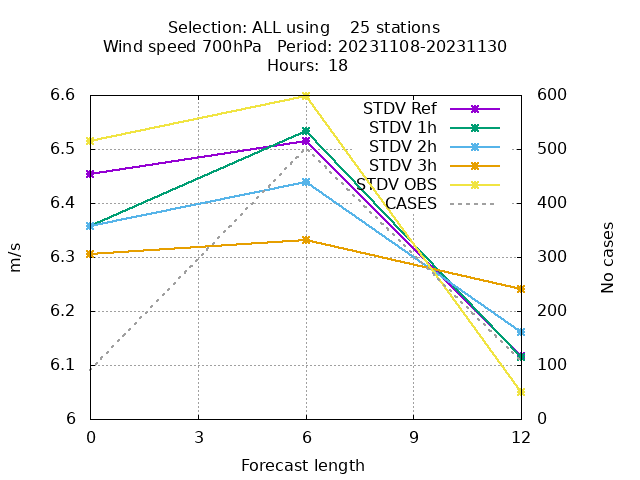 Selection: ALL using    25 stations
Wind speed 700hPa   Period: 20231108-20231130
Hours: 18
6.6
6.5
6.4
6.3
6.2
6.1
6
600
500
400
300
200
100
0
STDV Ref
STDV 1h
STDV 2h
STDV 3h
STDV OBS
CASES
m/s
No cases
0 3 6 9 12
Forecast length